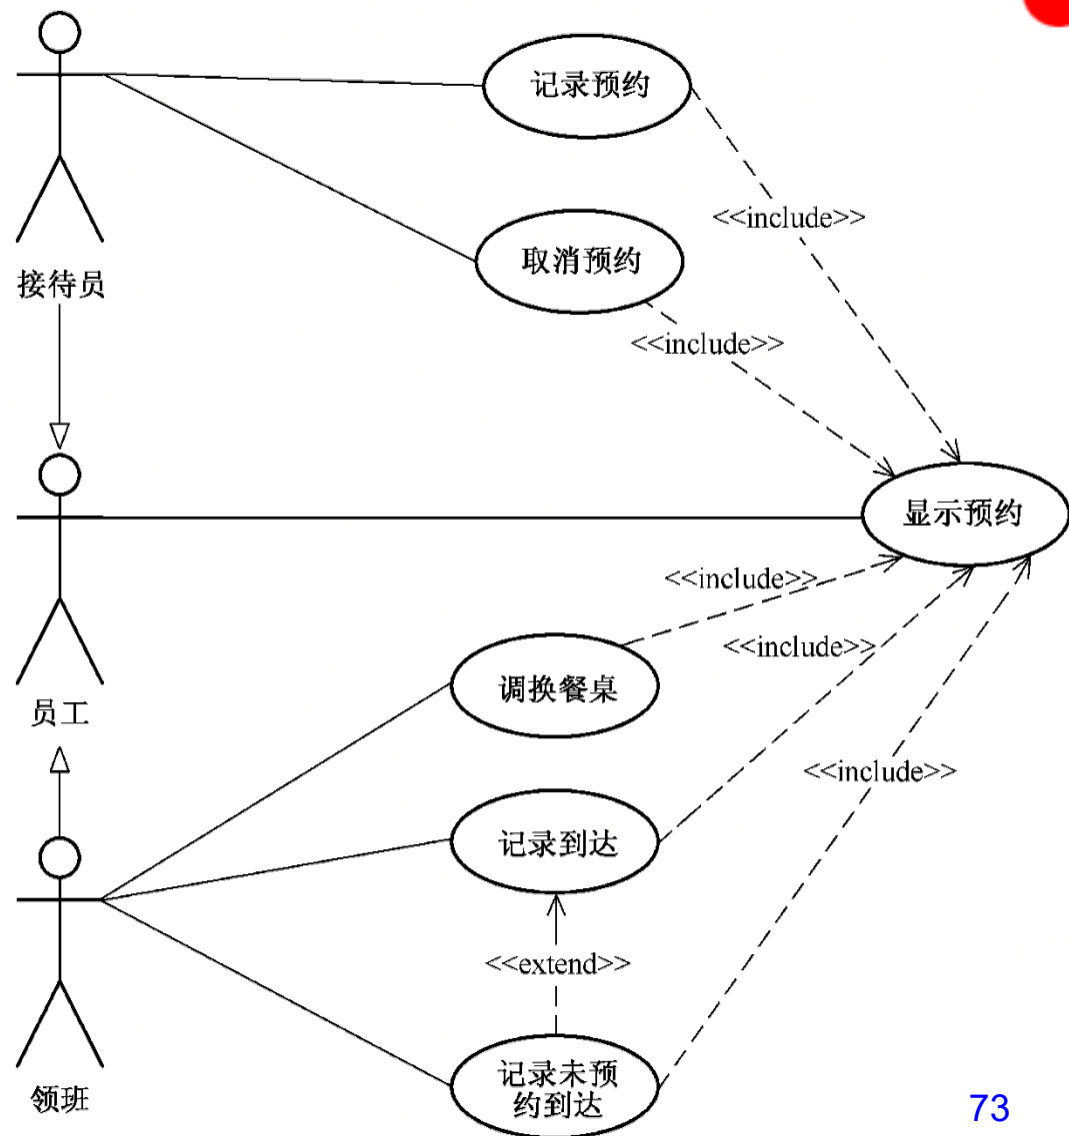 记录预约
<<include>>
取消预约
接待员
<<include>>
显示预约
<<include>>
<<include>>
调换餐桌
员工
<<include>>
记录到达
<<extend>>
记录未预
约到达
领班
73